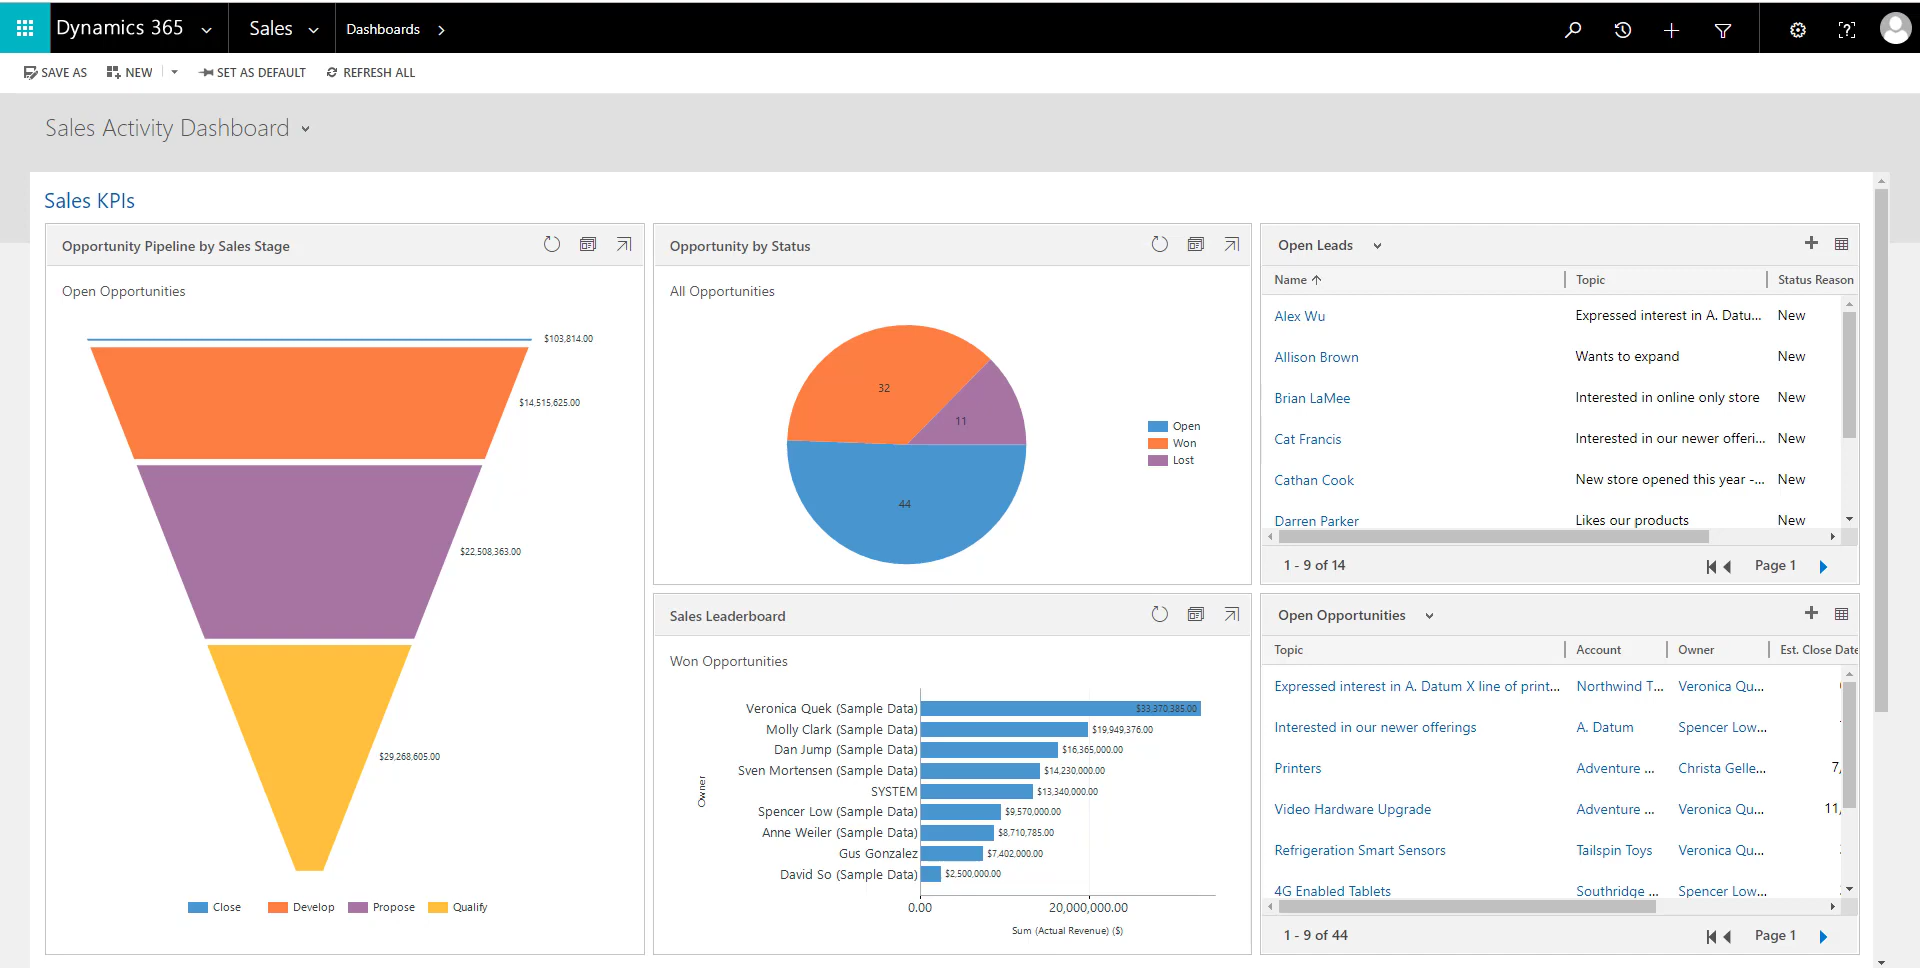 Dynamics 365
Sales
Dashboards
SAVE AS
NEW
SET AS DEFAULT
REFRESH ALL
Sales Activity Dashboard
Sales KPIs
Opportunity Pipeline by Sales Stage
Open Opportunities
$103,814.00
$14,515,625.00
$22,508,363.00
$29,268,605.00
Close Develop Propose Qualify
Opportunity by Status
All Opportunities
32
11
44
Open
Won
Lost
Sales Leaderboard
Won Opportunities
Owner
Veronica Quek (Sample Data) $33,370,385.00
Molly Clark (Sample Data) $19,949,376.00
Dan Jump (Sample Data) $16,365,000.00
Sven Mortensen (Sample Data) $14,230,000.00
SYSTEM $13,340,000.00
Spencer Low (Sample Data) $9,570,000.00
Anne Weiler (Sample Data) $8,710,785.00
Gus Gonzalez $7,402,000.00
David So (Sample Data) $2,500,000.00
0.00 20,000,000.00
Sum (Actual Revenue) ($)
Open Leads
Name Topic Status Reason
Alex Wu Expressed interest in A. Datu... New
Allison Brown Wants to expand New
Brian LaMee Interested in online only store New
Cat Francis Interested in our newer offeri... New
Cathan Cook New store opened this year -... New
Darren Parker Likes our products New
1 - 9 of 14 Page 1
Open Opportunities
Topic Account Owner Est. Close Date
Expressed interest in A. Datum X line of print... Northwind T... Veronica Qu...
Interested in our newer offerings A. Datum Spencer Low...
Printers Adventure ... Christa Gelle... 7,
Video Hardware Upgrade Adventure ... Veronica Qu... 11,
Refrigeration Smart Sensors Tailspin Toys Veronica Qu...
4G Enabled Tablets Southridge ... Spencer Low...
1 - 9 of 44 Page 1